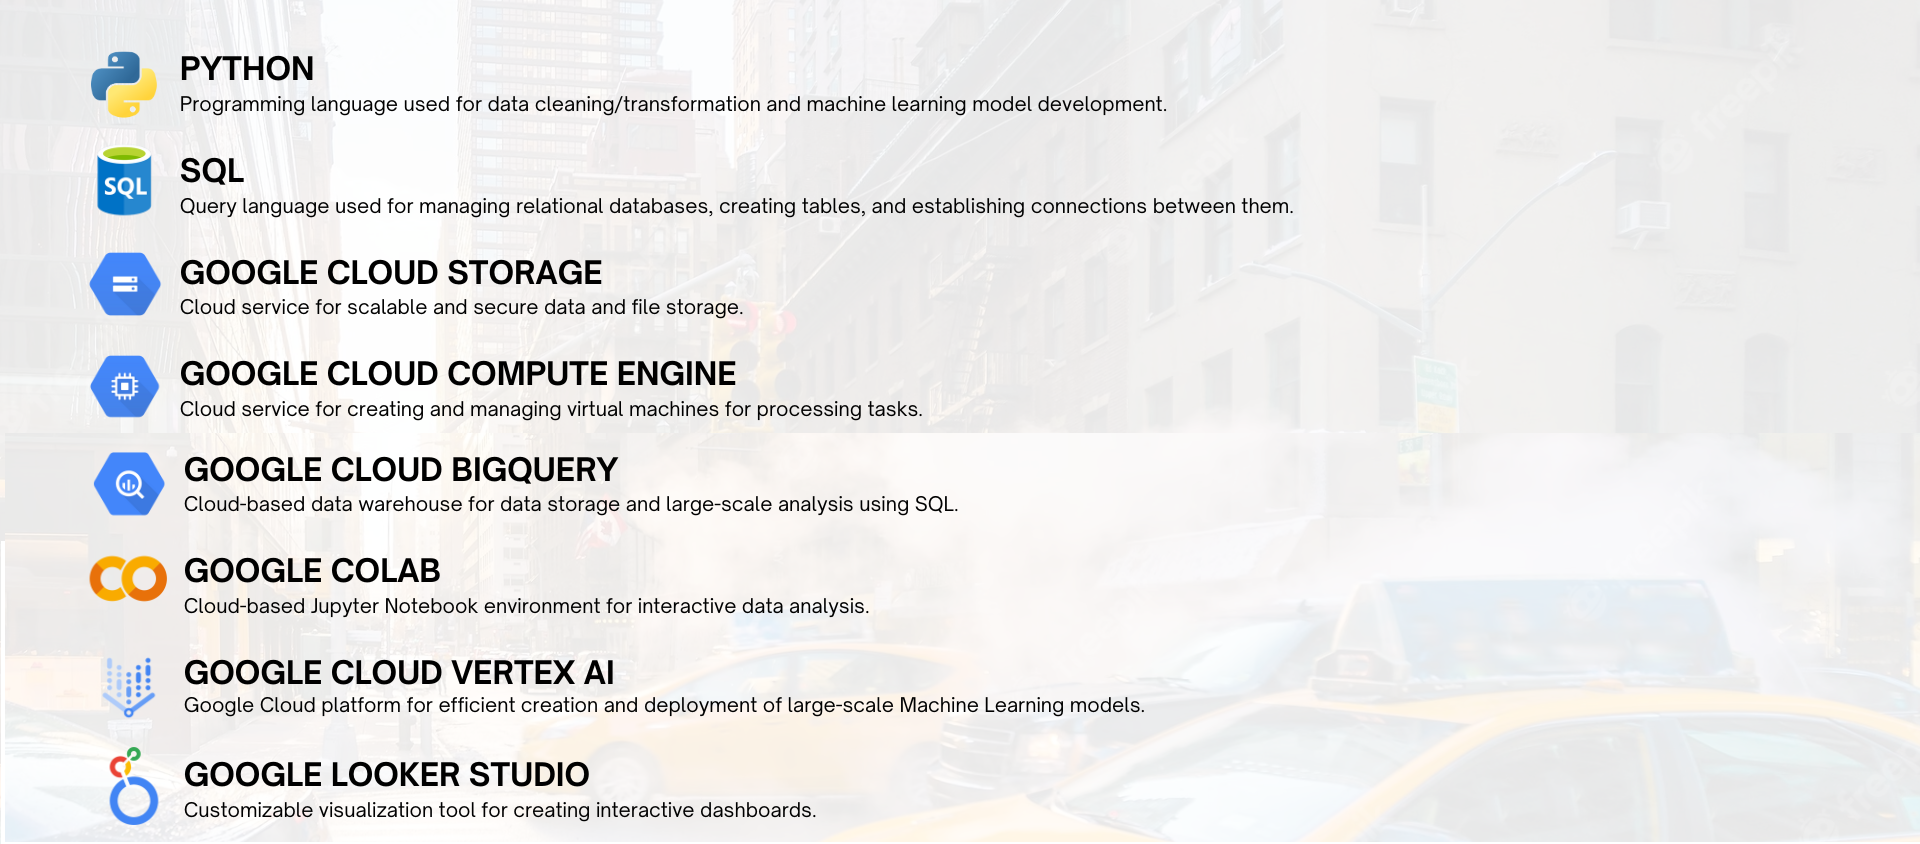 PYTHON
Programming language used for data cleaning/transformation and machine learning model development.
SQL
SQL
Query language used for managing relational databases, creating tables, and establishing connections between them.
GOOGLE CLOUD STORAGE
Cloud service for scalable and secure data and file storage.
GOOGLE CLOUD COMPUTE ENGINE
Cloud service for creating and managing virtual machines for processing tasks.
GOOGLE CLOUD BIGQUERY
Cloud-based data warehouse for data storage and large-scale analysis using SQL.
GOOGLE COLAB
Cloud-based Jupyter Notebook environment for interactive data analysis.
GOOGLE CLOUD VERTEX AI
Google Cloud platform for efficient creation and deployment of large-scale Machine Learning models.
GOOGLE LOOKER STUDIO
Customizable visualization tool for creating interactive dashboards.